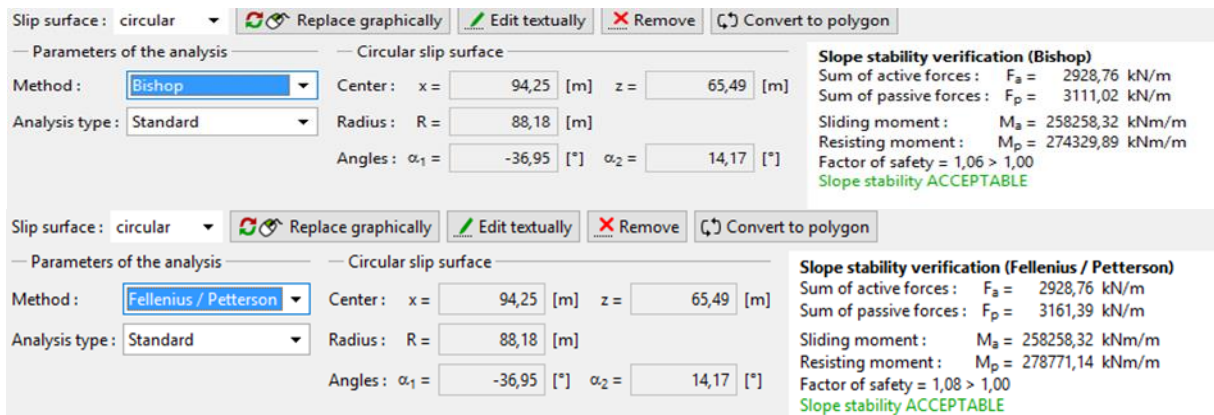 Slip surface : circular Replace graphically Edit textually Remove Convert to polygon
Parameters of the analysis Circular slip surface
Method : Bishop Center : x = 94,25 [m] z = 65,49 [m]
Analysis type : Standard Radius : R = 88,18 [m]
Angles : α₁ = -36,95 [°] α₂ = 14,17 [°]
Slope stability verification (Bishop)
Sum of active forces : Fa = 2928,76 kN/m
Sum of passive forces : Fp = 3111,02 kN/m
Sliding moment : Ma = 258258,32 kNm/m
Resisting moment : Mp = 274329,89 kNm/m
Factor of safety = 1,06 > 1,00
Slope stability ACCEPTABLE
Slip surface : circular Replace graphically Edit textually Remove Convert to polygon
Parameters of the analysis Circular slip surface
Method : Fellenius / Petterson Center : x = 94,25 [m] z = 65,49 [m]
Analysis type : Standard Radius : R = 88,18 [m]
Angles : α₁ = -36,95 [°] α₂ = 14,17 [°]
Slope stability verification (Fellenius / Petterson)
Sum of active forces : Fa = 2928,76 kN/m
Sum of passive forces : Fp = 3161,39 kN/m
Sliding moment : Ma = 258258,32 kNm/m
Resisting moment : Mp = 278771,14 kNm/m
Factor of safety = 1,08 > 1,00
Slope stability ACCEPTABLE